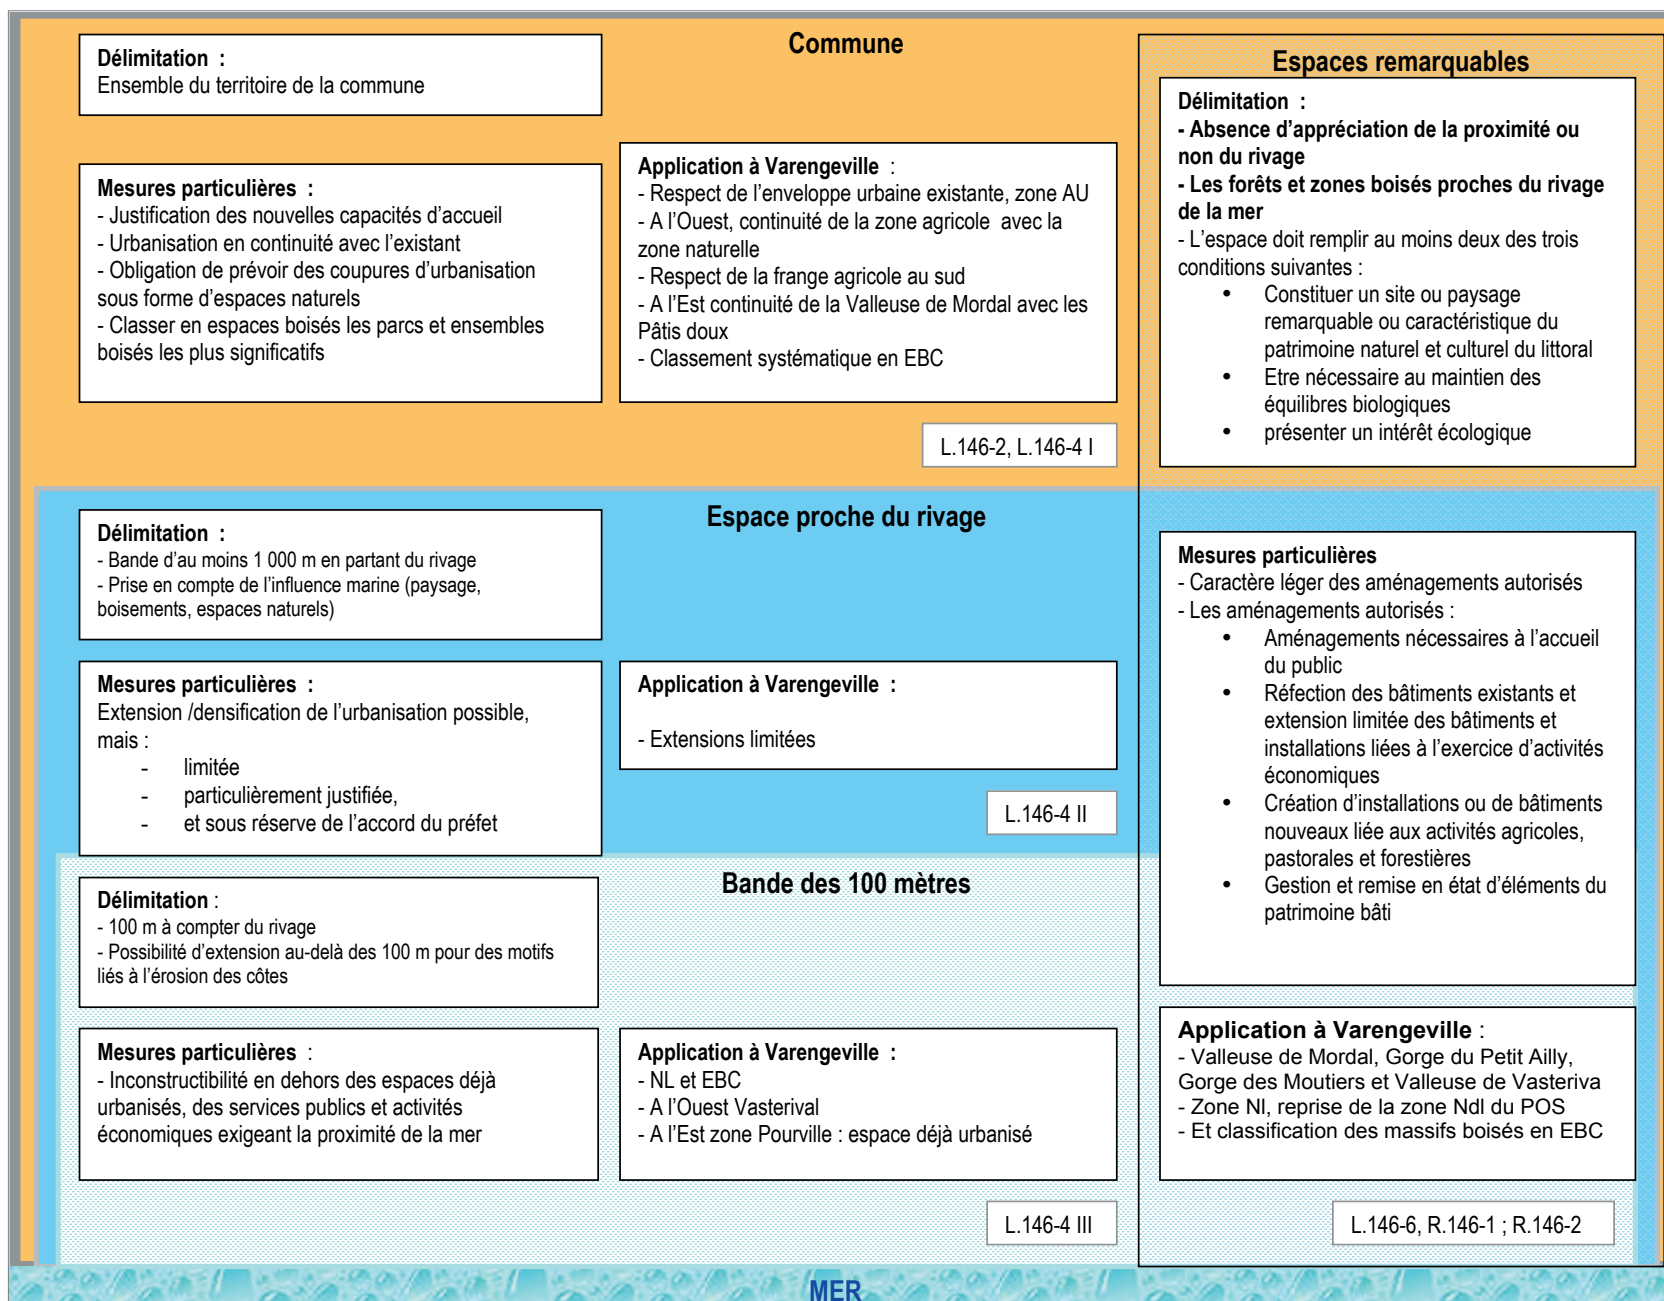 Commune
Délimitation :
Ensemble du territoire de la commune
Mesures particulières :
- Justification des nouvelles capacités d'accueil
- Urbanisation en continuité avec l'existant
- Obligation de prévoir des coupures d'urbanisation
sous forme d'espaces naturels
- Classer en espaces boisés les parcs et ensembles
boisés les plus significatifs
Application à Varengeville :
- Respect de l'enveloppe urbaine existante, zone AU
- A l'Ouest, continuité de la zone agricole avec la
zone naturelle
- Respect de la frange agricole au sud
- A l'Est continuité de la Valleuse de Mordal avec les
Pâtis doux
- Classement systématique en EBC
L.146-2, L.146-4 I
Espace proche du rivage
Délimitation :
- Bande d'au moins 1 000 m en partant du rivage
- Prise en compte de l'influence marine (paysage,
boisements, espaces naturels)
Mesures particulières :
Extension /densification de l'urbanisation possible,
mais :
- limitée
- particulièrement justifiée,
- et sous réserve de l'accord du préfet
Application à Varengeville :
- Extensions limitées
L.146-4 II
Bande des 100 mètres
Délimitation :
- 100 m à compter du rivage
- Possibilité d'extension au-delà des 100 m pour des motifs
liés à l'érosion des côtes
Mesures particulières :
- Inconstructibilité en dehors des espaces déjà
urbanisés, des services publics et activités
économiques exigeant la proximité de la mer
Application à Varengeville :
- NL et EBC
- A l'Ouest Vasterival
- A l'Est zone Pourville : espace déjà urbanisé
L.146-4 III
Espaces remarquables
Délimitation :
- Absence d'appréciation de la proximité ou
non du rivage
- Les forêts et zones boisés proches du rivage
de la mer
- L'espace doit remplir au moins deux des trois
conditions suivantes :
• Constituer un site ou paysage
remarquable ou caractéristique du
patrimoine naturel et culturel du littoral
• Etre nécessaire au maintien des
équilibres biologiques
• présenter un intérêt écologique
Mesures particulières
- Caractère léger des aménagements autorisés
- Les aménagements autorisés :
• Aménagements nécessaires à l'accueil
du public
• Réfection des bâtiments existants et
extension limitée des bâtiments et
installations liées à l'exercice d'activités
économiques
• Création d'installations ou de bâtiments
nouveaux liée aux activités agricoles,
pastorales et forestières
• Gestion et remise en état d'éléments du
patrimoine bâti
Application à Varengeville :
- Valleuse de Mordal, Gorge du Petit Ailly,
Gorge des Moutiers et Valleuse de Vasteriva
- Zone Nl, reprise de la zone Ndl du POS
- Et classification des massifs boisés en EBC
L.146-6, R.146-1 ; R.146-2
MER